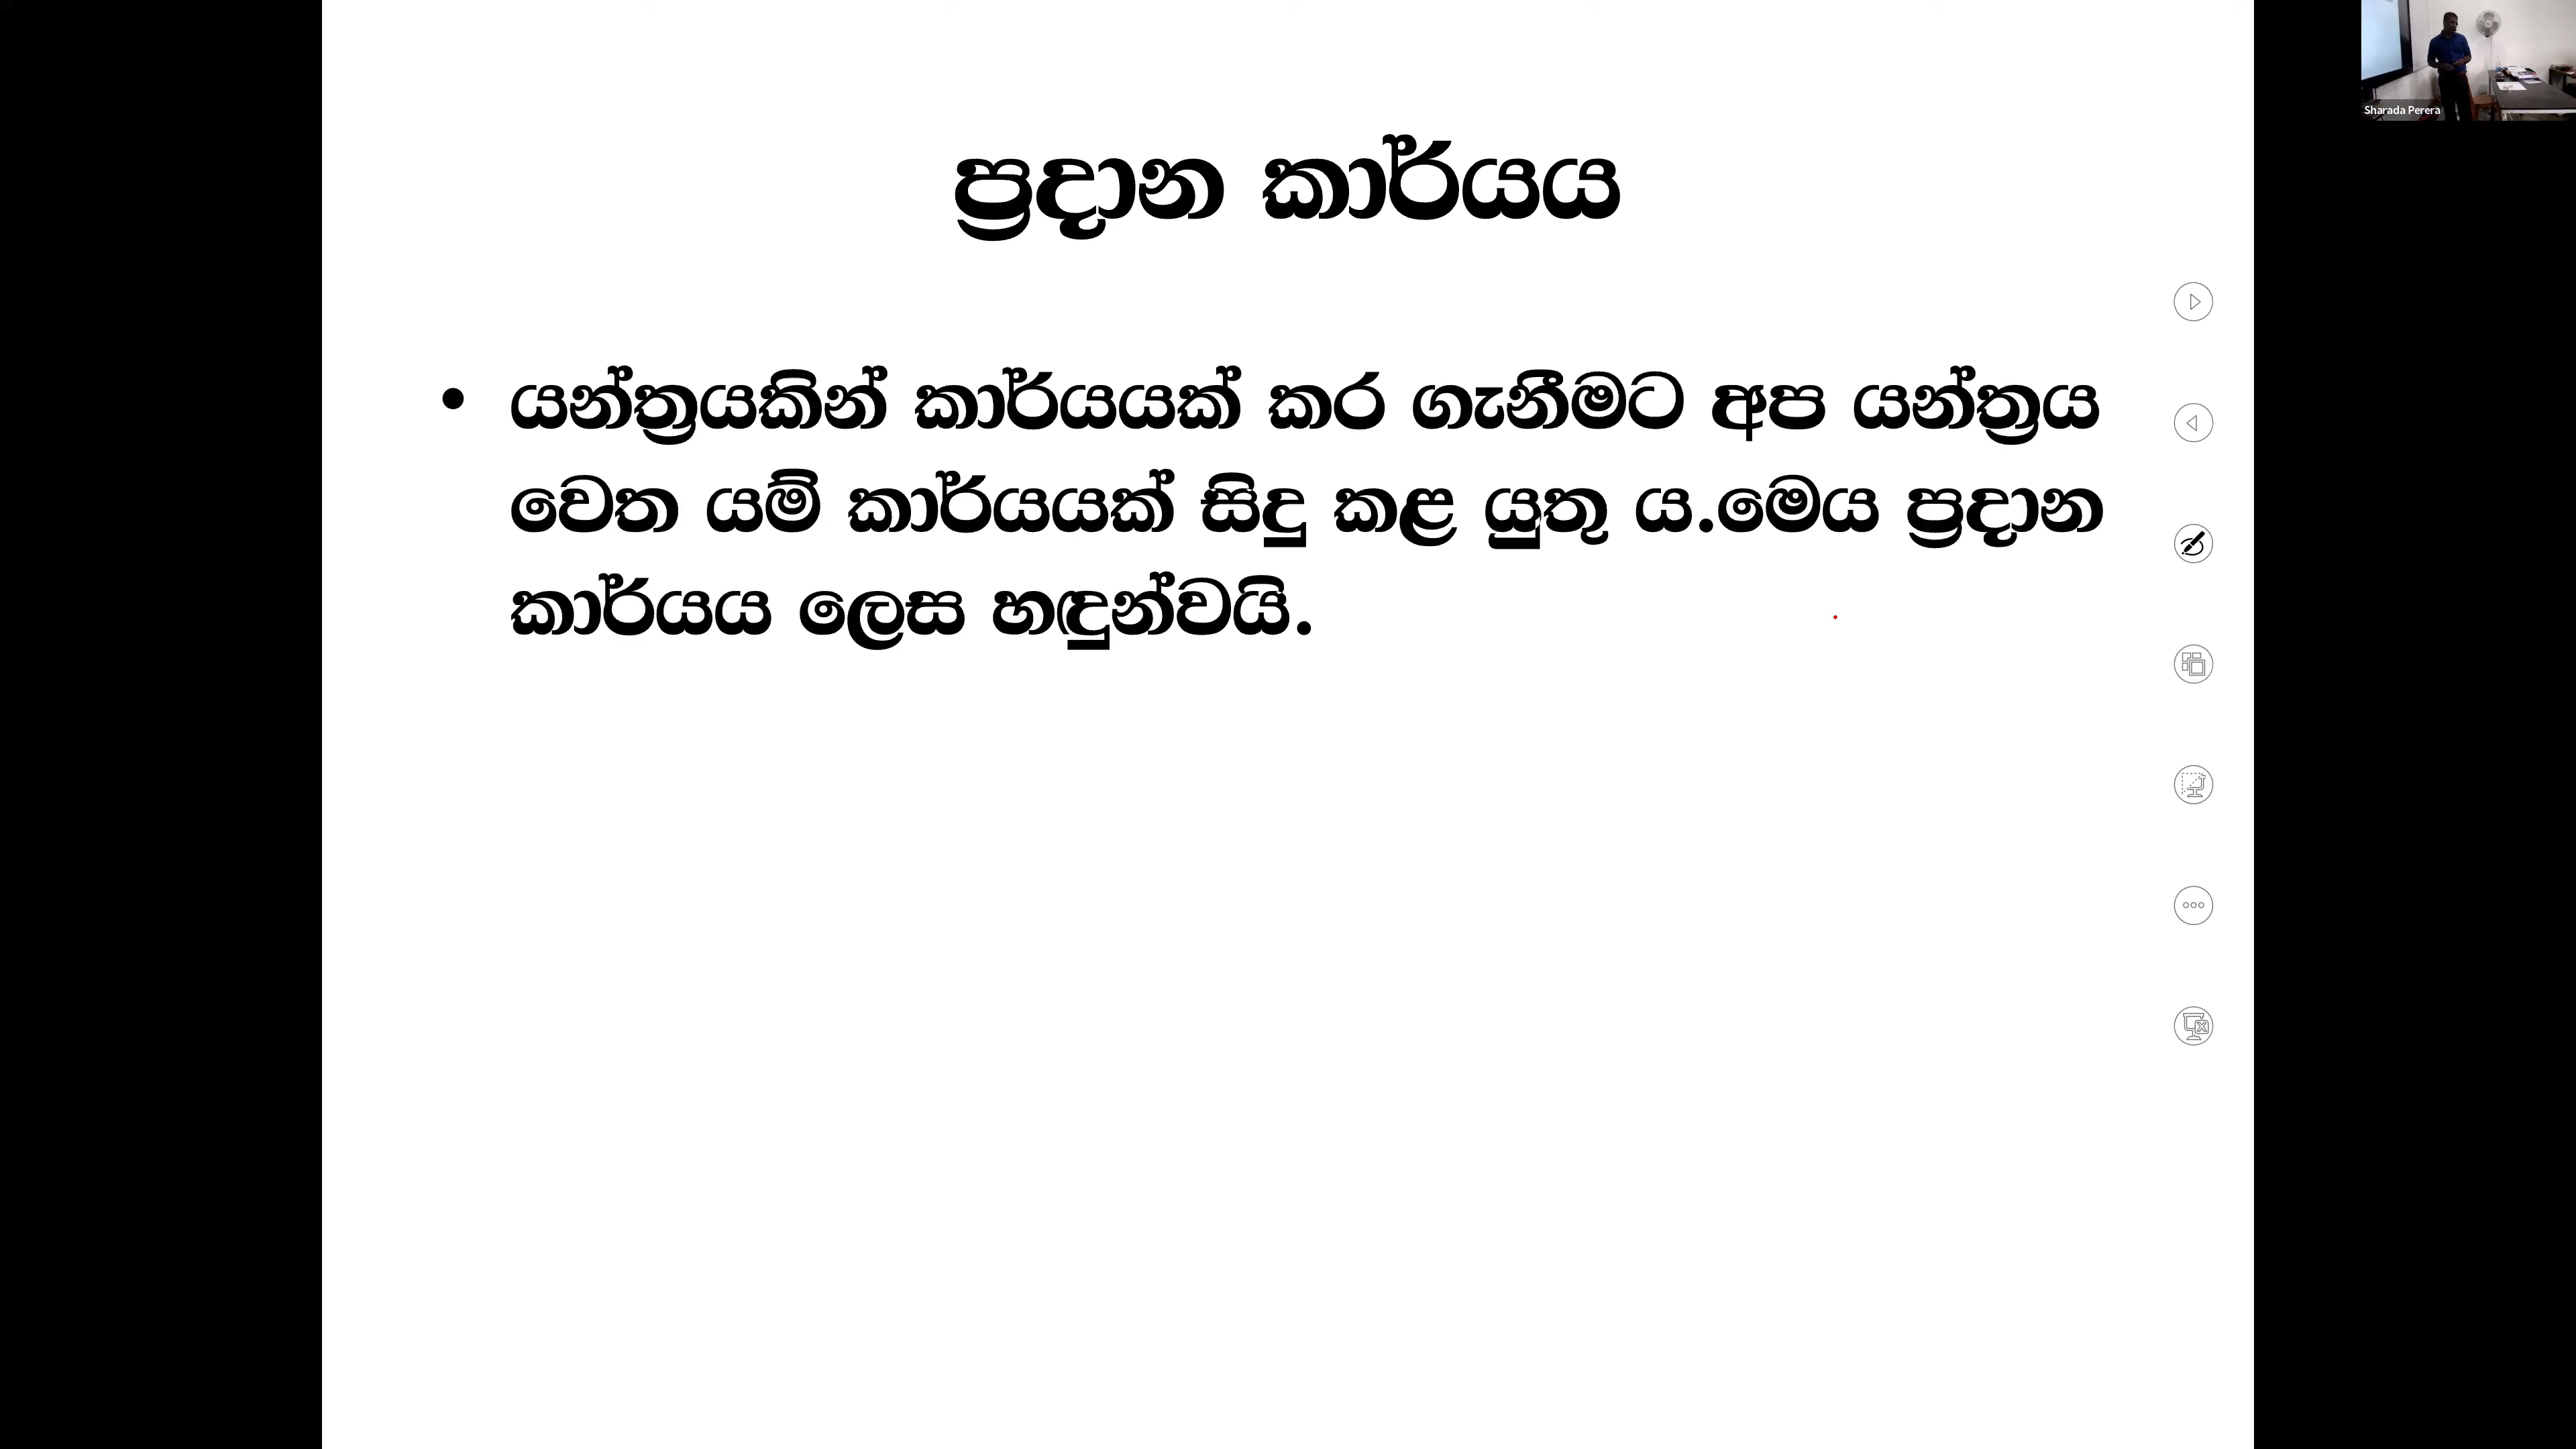 Sharada Perera
ප්‍රදාන කාර්යය
• යන්ත්‍රයකින් කාර්යයක් කර ගැනීමට අප යන්ත්‍රය
වෙත යම් කාර්යයක් සිදු කළ යුතු ය.මෙය ප්‍රදාන
කාර්යය ලෙස හඳුන්වයි.